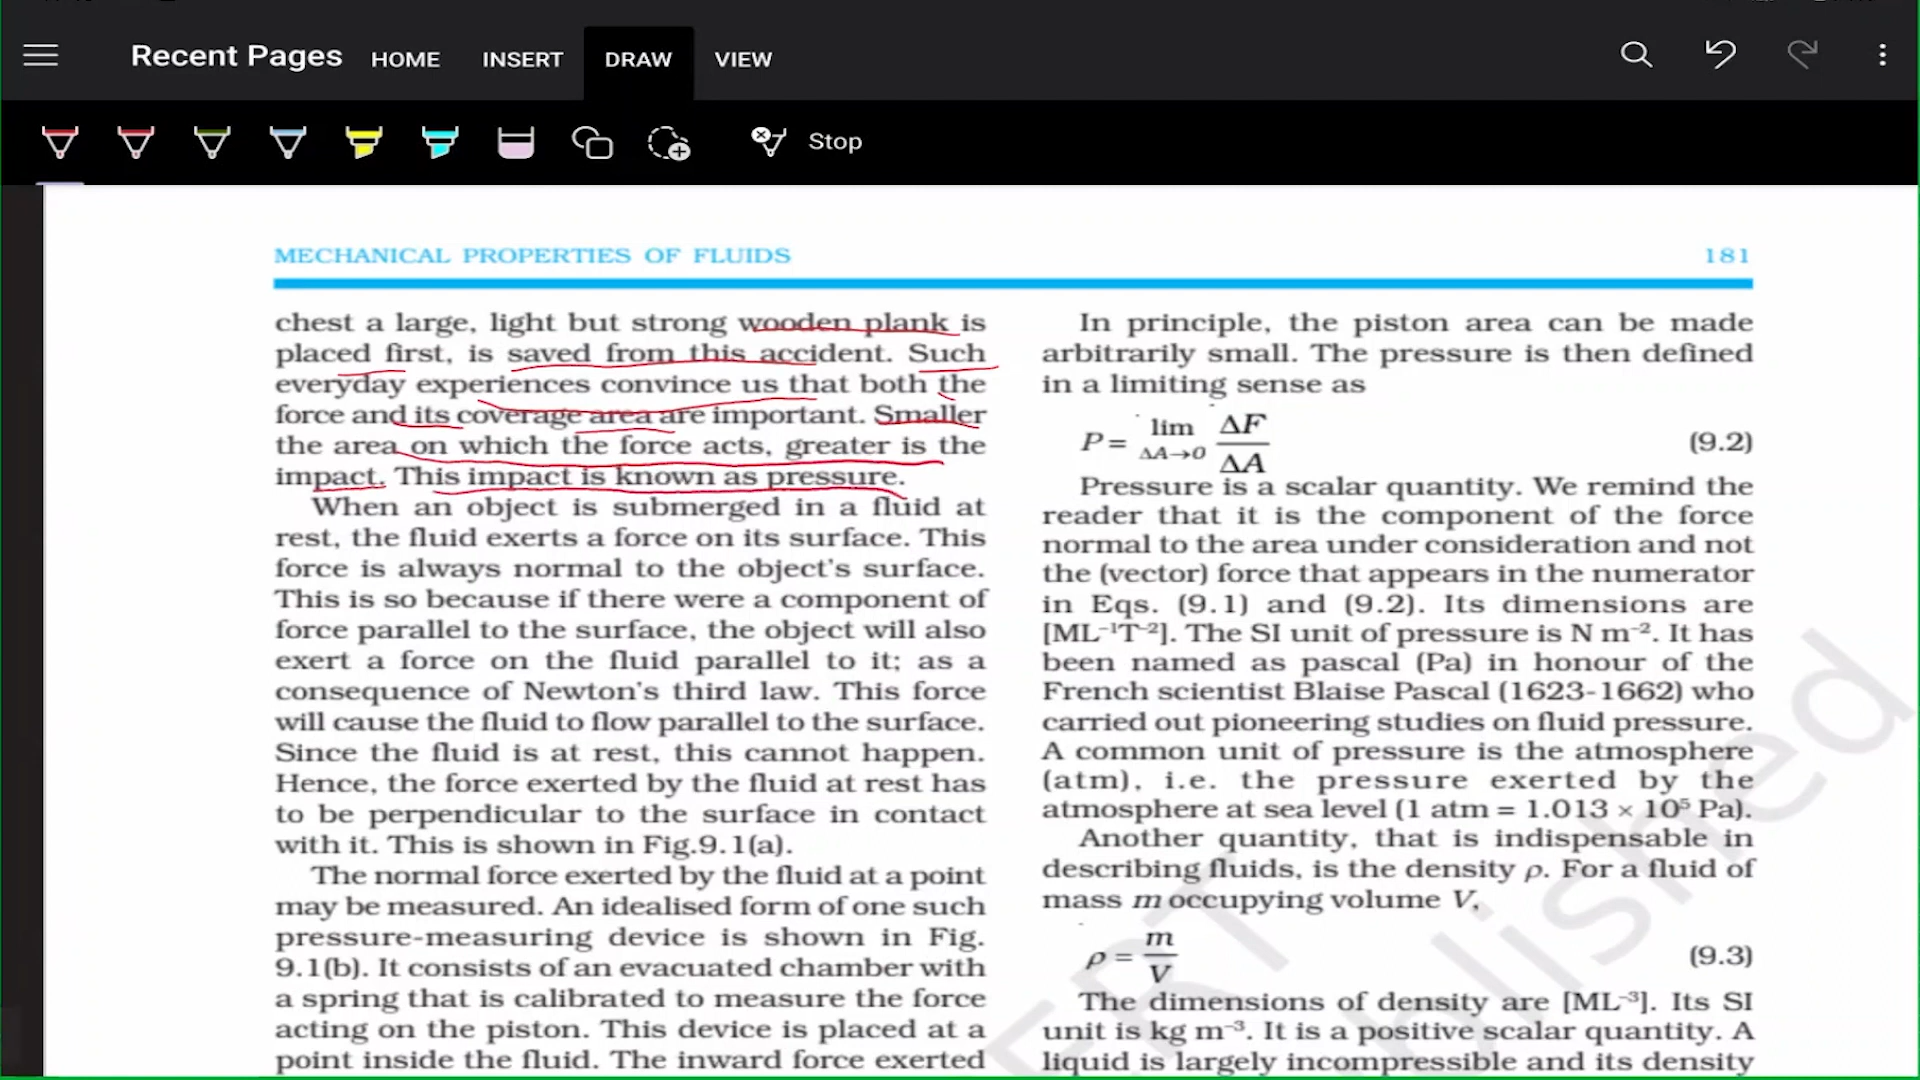 Recent Pages HOME INSERT DRAW VIEW
Stop
MECHANICAL PROPERTIES OF FLUIDS 181
chest a large, light but strong wooden plank is
placed first, is saved from this accident. Such
everyday experiences convince us that both the
force and its coverage area are important. Smaller
the area on which the force acts, greater is the
impact. This impact is known as pressure.
When an object is submerged in a fluid at
rest, the fluid exerts a force on its surface. This
force is always normal to the object's surface.
This is so because if there were a component of
force parallel to the surface, the object will also
exert a force on the fluid parallel to it; as a
consequence of Newton's third law. This force
will cause the fluid to flow parallel to the surface.
Since the fluid is at rest, this cannot happen.
Hence, the force exerted by the fluid at rest has
to be perpendicular to the surface in contact
with it. This is shown in Fig.9.1(a).
The normal force exerted by the fluid at a point
may be measured. An idealised form of one such
pressure-measuring device is shown in Fig.
9.1(b). It consists of an evacuated chamber with
a spring that is calibrated to measure the force
acting on the piston. This device is placed at a
point inside the fluid. The inward force exerted
In principle, the piston area can be made
arbitrarily small. The pressure is then defined
in a limiting sense as
P = lim ΔA→0 ΔF/ΔA (9.2)
Pressure is a scalar quantity. We remind the
reader that it is the component of the force
normal to the area under consideration and not
the (vector) force that appears in the numerator
in Eqs. (9.1) and (9.2). Its dimensions are
[ML⁻¹T⁻²]. The SI unit of pressure is N m⁻². It has
been named as pascal (Pa) in honour of the
French scientist Blaise Pascal (1623-1662) who
carried out pioneering studies on fluid pressure.
A common unit of pressure is the atmosphere
(atm), i.e. the pressure exerted by the
atmosphere at sea level (1 atm = 1.013 × 10⁵ Pa).
Another quantity, that is indispensable in
describing fluids, is the density ρ. For a fluid of
mass m occupying volume V,
ρ = m/V (9.3)
The dimensions of density are [ML⁻³]. Its SI
unit is kg m⁻³. It is a positive scalar quantity. A
liquid is largely incompressible and its density